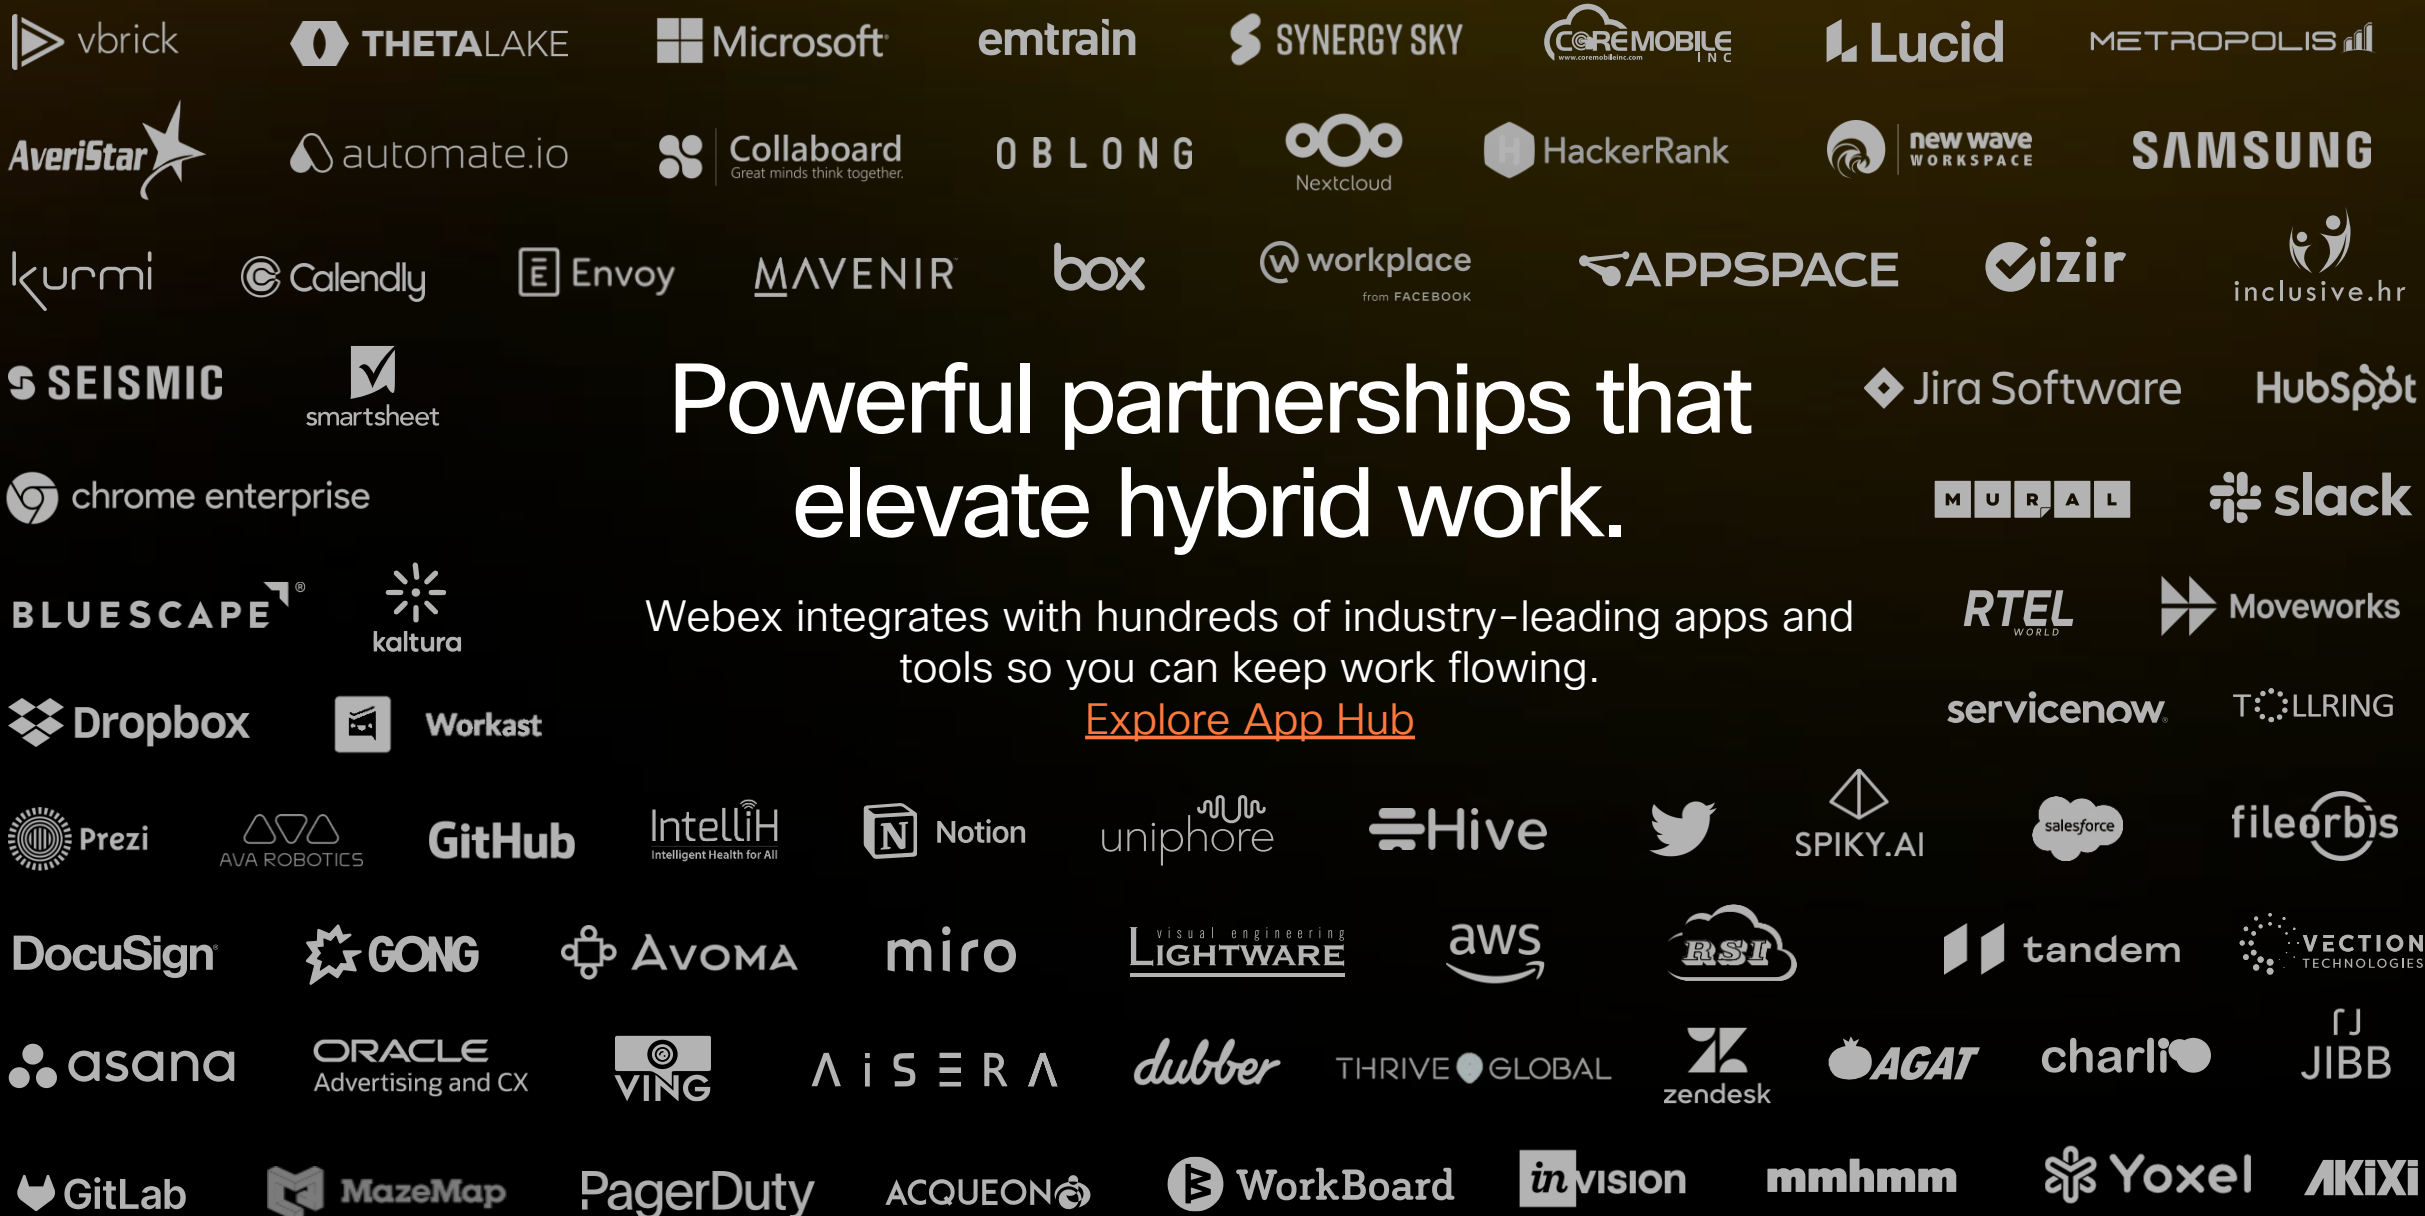 vbrick
THETALAKE
Microsoft
emtrain
SYNERGY SKY
COREMOBILE
INC
www.coremobileinc.com
Lucid
METROPOLIS
AveriStar
automate.io
Collaboard
Great minds think together.
OBLONG
Nextcloud
H HackerRank
new wave
WORKSPACE
SAMSUNG
kurmi
Calendly
E Envoy
MAVENIR
box
workplace
from FACEBOOK
APPSPACE
izir
inclusive.hr
SEISMIC
smartsheet
Powerful partnerships that
elevate hybrid work.
Jira Software
HubSpot
chrome enterprise
MURAL
slack
BLUESCAPE®
kaltura
Webex integrates with hundreds of industry-leading apps and
tools so you can keep work flowing.
Explore App Hub
RTEL
WORLD
Moveworks
Dropbox
Workast
servicenow
TOLLRING
Prezi
AVA ROBOTICS
GitHub
IntelliH
Intelligent Health for All
N Notion
uniphore
Hive
SPIKY.AI
salesforce
fileorbis
DocuSign
GONG
AVOMA
miro
visual engineering
LIGHTWARE
aws
RSI
tandem
VECTION
TECHNOLOGIES
asana
ORACLE
Advertising and CX
VING
AiSERA
dubber
THRIVE GLOBAL
zendesk
AGAT
charli
JIBB
GitLab
MazeMap
PagerDuty
ACQUEON
WorkBoard
invision
mmhmm
Yoxel
AKiXi